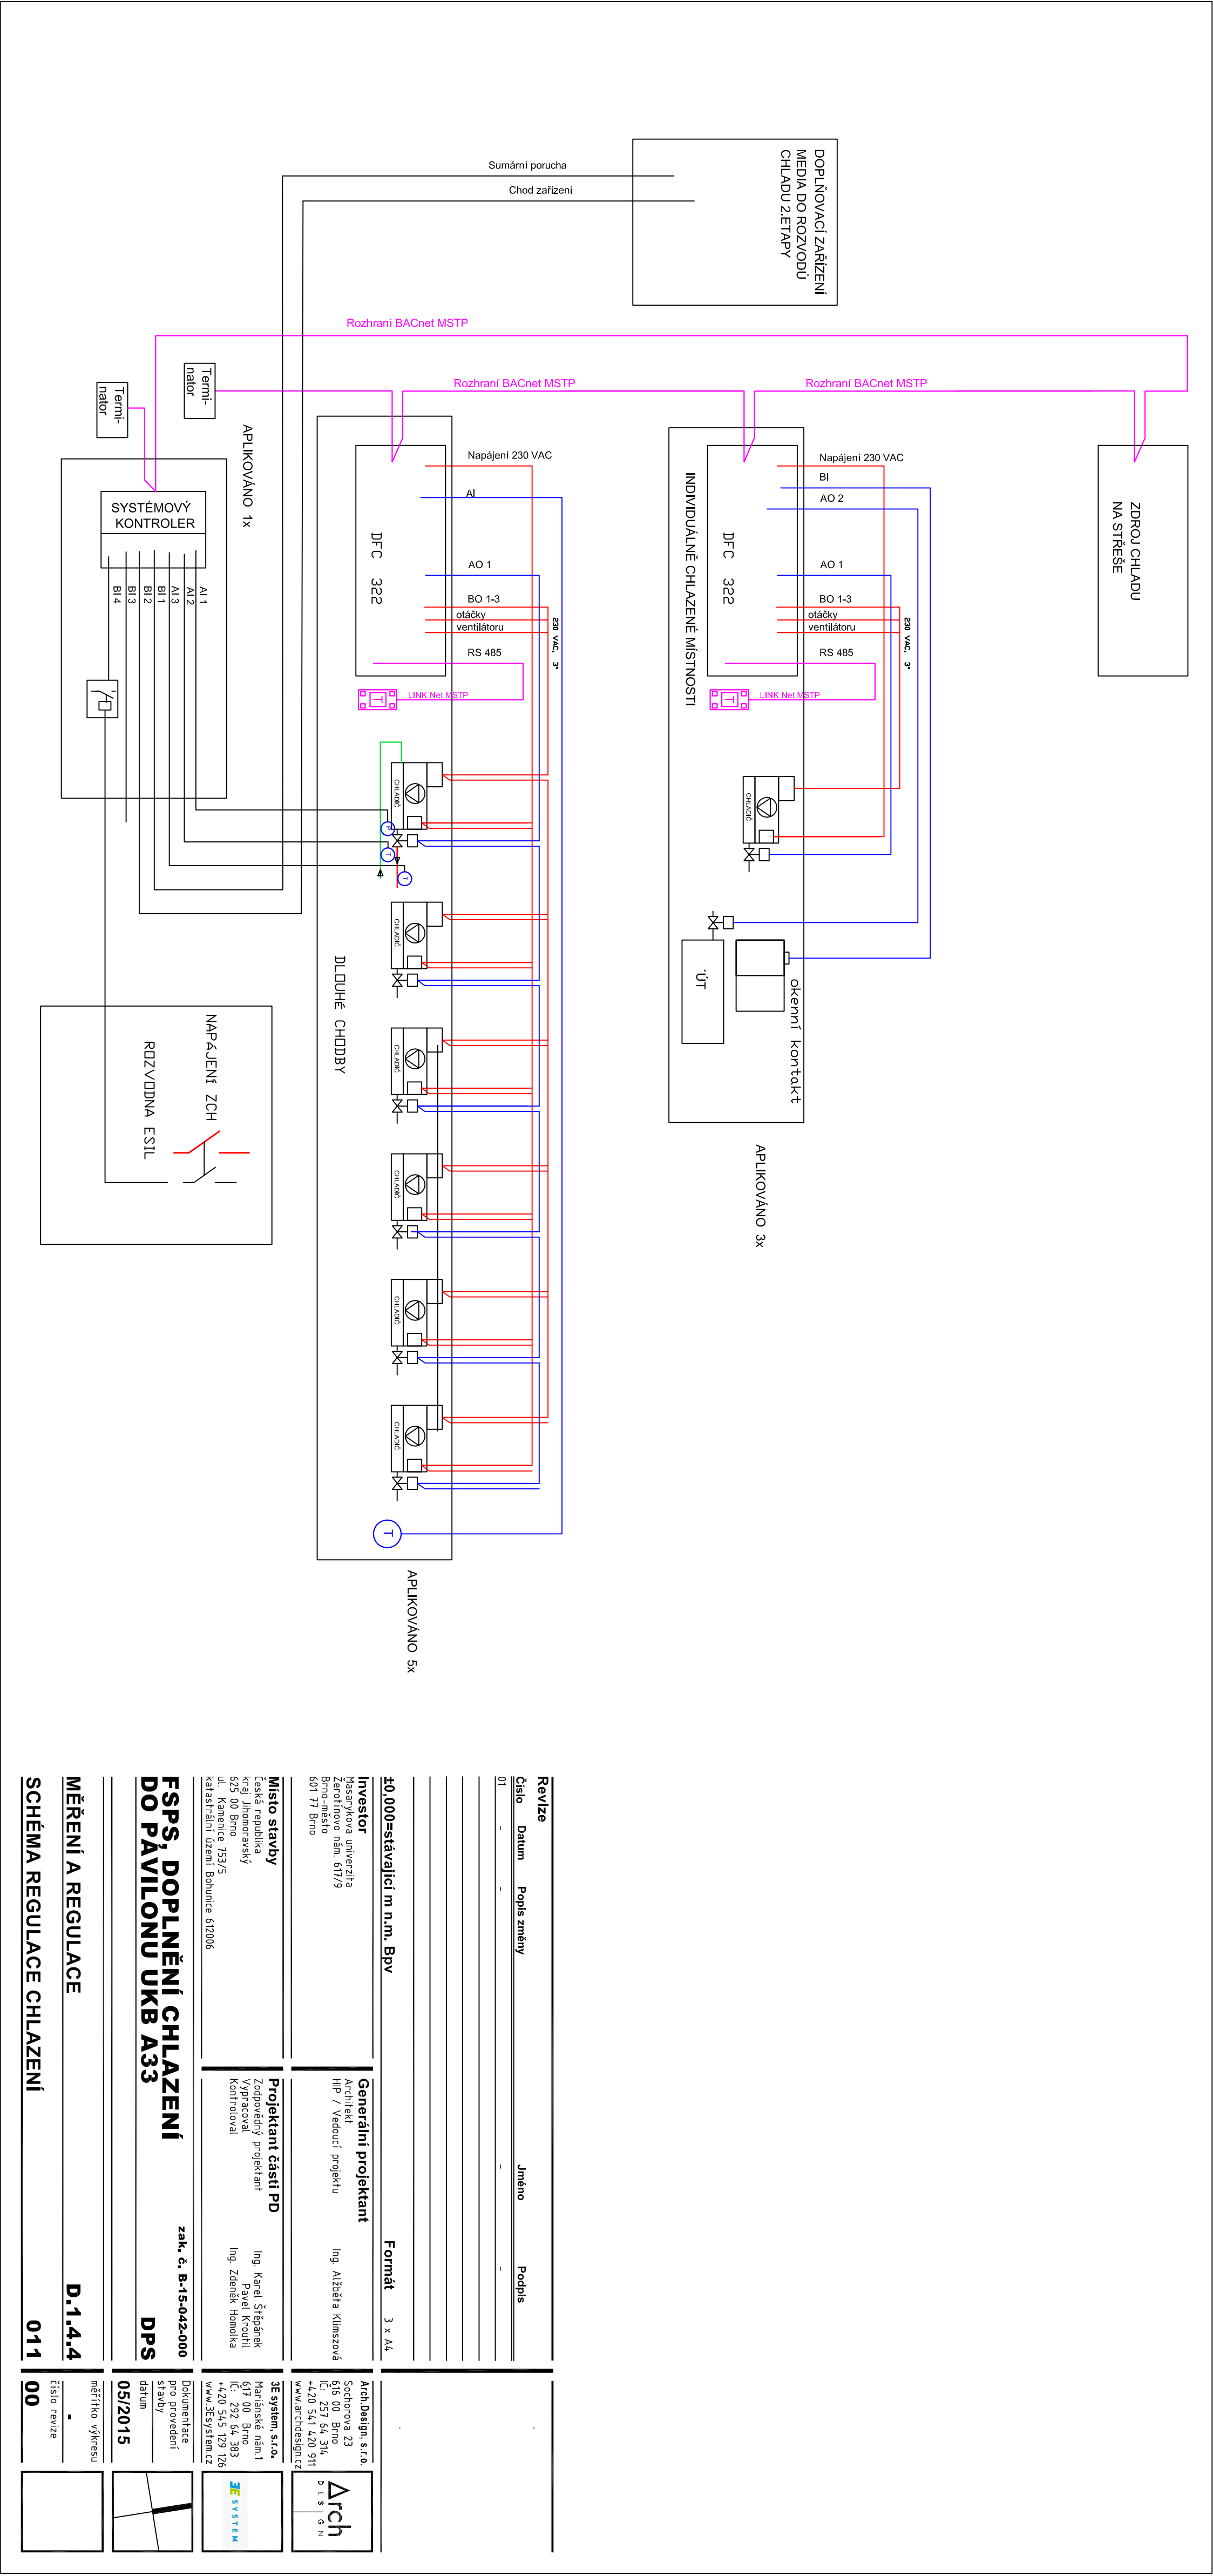 DOPLŇOVACÍ ZAŘÍZENÍ
MEDIA DO ROZVODŮ
CHLADU 2.ETAPY
Sumární porucha
Chod zařízení
Rozhraní BACnet MSTP
Rozhraní BACnet MSTP
Rozhraní BACnet MSTP
Termi-
nator
Termi-
nator
APLIKOVÁNO 1x
SYSTÉMOVÝ
KONTROLER
AI 1
AI 2
AI 3
BI 1
BI 2
BI 3
BI 4
Napájení 230 VAC
AI
DFC 322
AO 1
BO 1-3
otáčky
ventilátoru
230 VAC, 3*
RS 485
LINK Net MSTP
T
Napájení 230 VAC
BI
AO 2
DFC 322
AO 1
BO 1-3
otáčky
ventilátoru
230 VAC, 3*
RS 485
LINK Net MSTP
T
INDIVIDUÁLNĚ CHLAZENÉ MÍSTNOSTI
ZDROJ CHLADU
NA STŘEŠE
CHLADIČ
ÚT
okenní kontakt
APLIKOVÁNO 3x
CHLADIČ
P
T
T
CHLADIČ
CHLADIČ
CHLADIČ
CHLADIČ
CHLADIČ
DLOUHÉ CHODBY
T
APLIKOVÁNO 5x
NAPÁJENÍ ZCH
ROZVODNA ESIL
Revize
Číslo Datum Popis změny Jméno Podpis
01 - - - -
±0,000=stávající m n.m. Bpv Formát 3 x A4
Investor
Masarykova univerzita
Žerotínovo nám. 617/9
Brno-město
601 77 Brno
Generální projektant
Architekt
HIP / Vedoucí projektu Ing. Alžběta Klimszová
Arch.Design, s.r.o.
Sochorova 23
616 00 Brno
IČ: 257 64 314
+420 541 420 911
www.archdesign.cz
Arch
DESIGN
Místo stavby
Česká republika
kraj Jihomoravský
625 00 Brno
ul. Kamenice 753/5
katastrální území Bohunice 612006
Projektant části PD
Zodpovědný projektant Ing. Karel Štěpánek
Vypracoval Pavel Kroutil
Kontroloval Ing. Zdeněk Homolka
3E system, s.r.o.
Mariánské nám.1
617 00 Brno
IČ: 292 64 383
+420 545 129 126
www.3Esystem.cz
3E SYSTEM
zak. č. B-15-042-000
FSPS, DOPLNĚNÍ CHLAZENÍ
DO PAVILONU UKB A33
DPS
Dokumentace
pro provedení
stavby
datum
05/2015
MĚŘENÍ A REGULACE D.1.4.4
měřítko výkresu
-
SCHÉMA REGULACE CHLAZENÍ 011
číslo revize
00